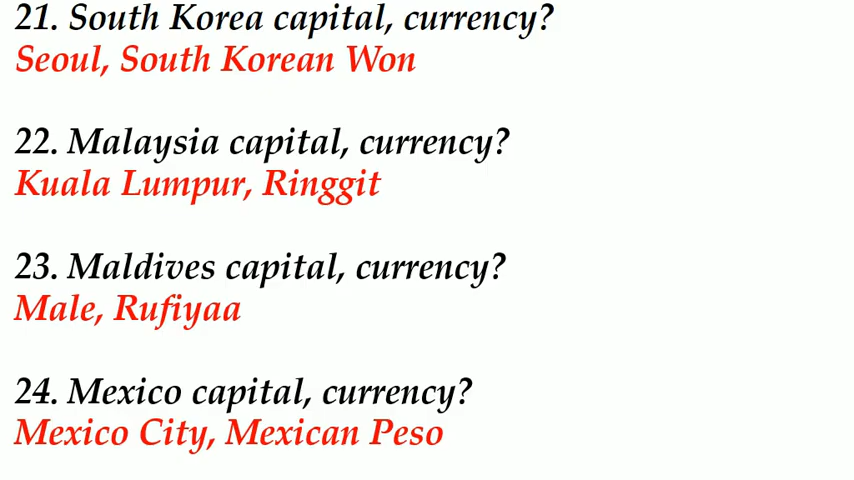 21. South Korea capital, currency?
Seoul, South Korean Won
22. Malaysia capital, currency?
Kuala Lumpur, Ringgit
23. Maldives capital, currency?
Male, Rufiyaa
24. Mexico capital, currency?
Mexico City, Mexican Peso